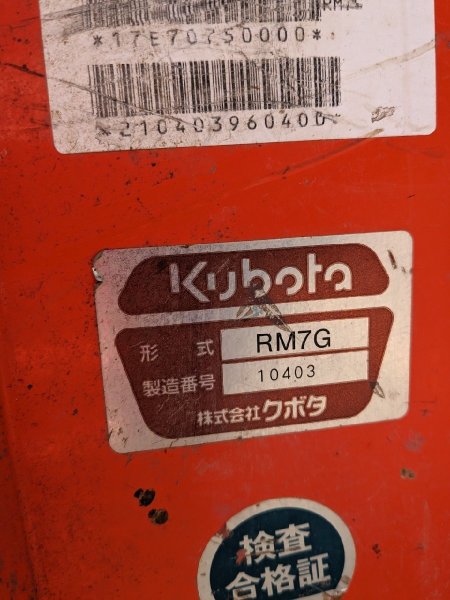 *17E70750000*
*210403960400
Kubota
形式 RM7G
製造番号 10403
株式会社クボタ
検査
合格証